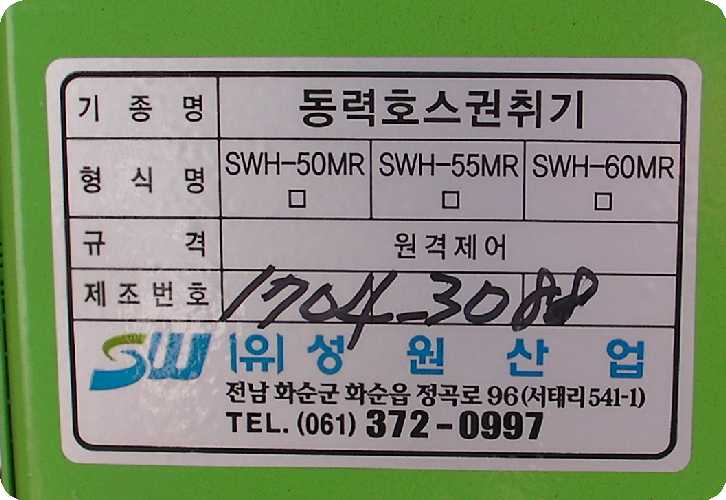 기종명 동력호스권취기
형식명 SWH-50MR □ SWH-55MR □ SWH-60MR □
규격 원격제어
제조번호 1704-3088
SW (유)성원산업
전남 화순군 화순읍 정곡로 96(서태리 541-1)
TEL. (061) 372-0997